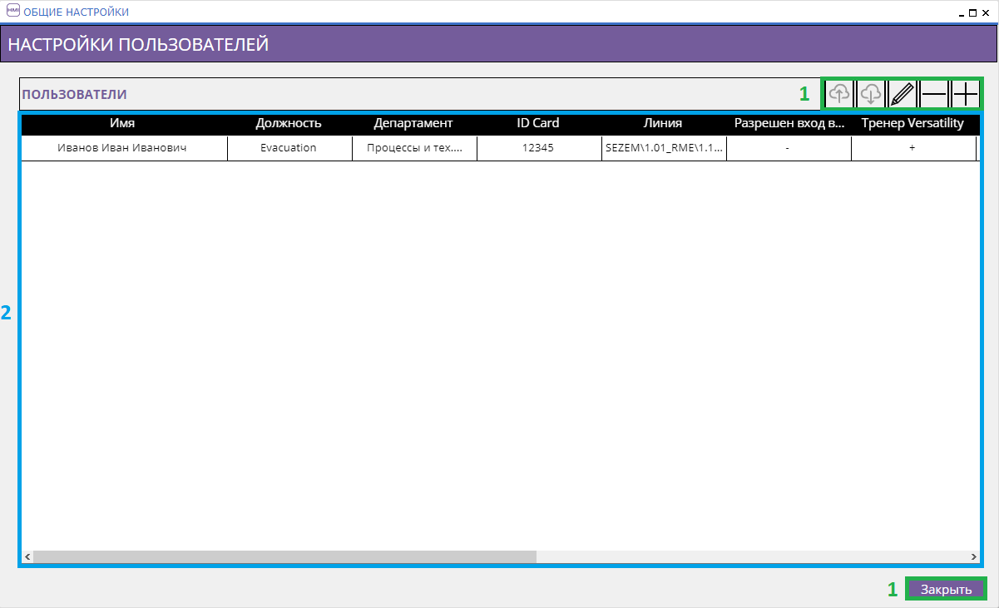 HMI ОБЩИЕ НАСТРОЙКИ
НАСТРОЙКИ ПОЛЬЗОВАТЕЛЕЙ
ПОЛЬЗОВАТЕЛИ 1
Имя Должность Департамент ID Card Линия Разрешен вход в... Тренер Versatility
Иванов Иван Иванович Evacuation Процессы и тех.... 12345 SEZEM\1.01_RME\1.1... - +
2
1 Закрыть